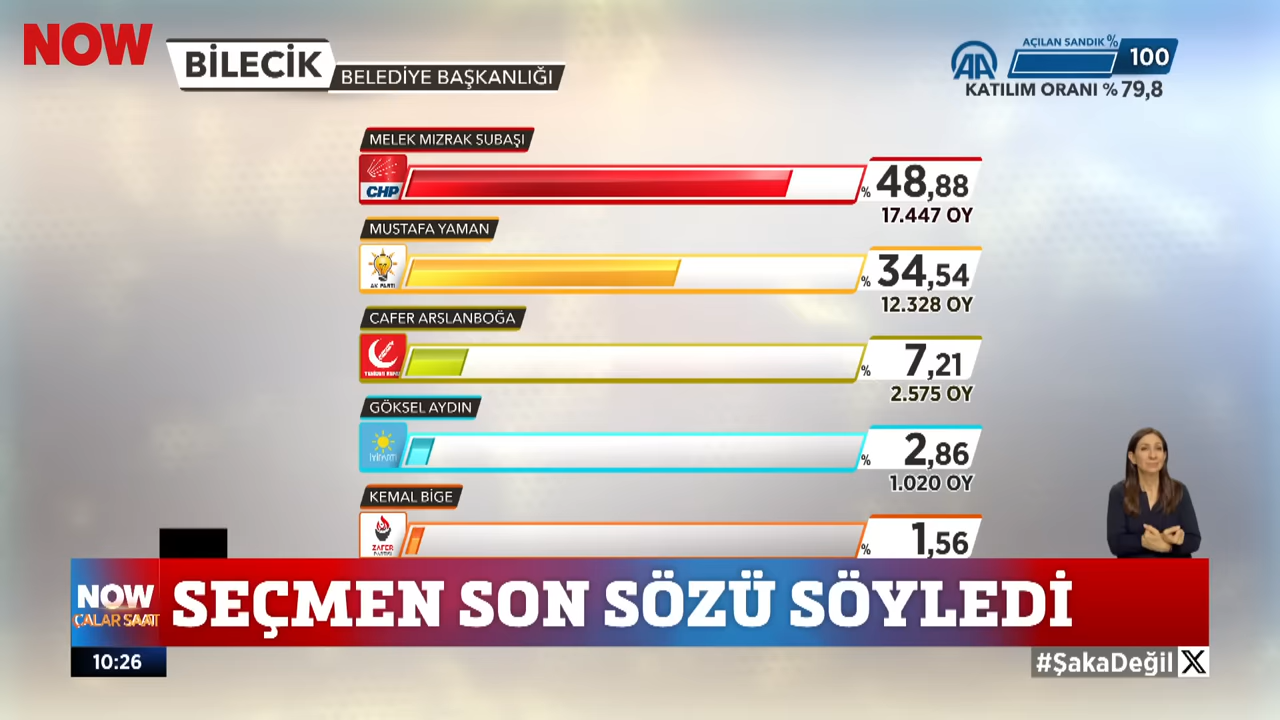 NOW
BİLECİK
BELEDİYE BAŞKANLIĞI
AA
AÇILAN SANDIK %
100
KATILIM ORANI % 79,8
MELEK MIZRAK SUBAŞI
CHP
% 48,88
17.447 OY
MUSTAFA YAMAN
AK PARTİ
% 34,54
12.328 OY
CAFER ARSLANBOĞA
% 7,21
2.575 OY
GÖKSEL AYDIN
İYİ PARTİ
% 2,86
1.020 OY
KEMAL BİGE
ZAFER
% 1,56
NOW
ÇALAR SAAT
SEÇMEN SON SÖZÜ SÖYLEDİ
10:26
#ŞakaDeğil X